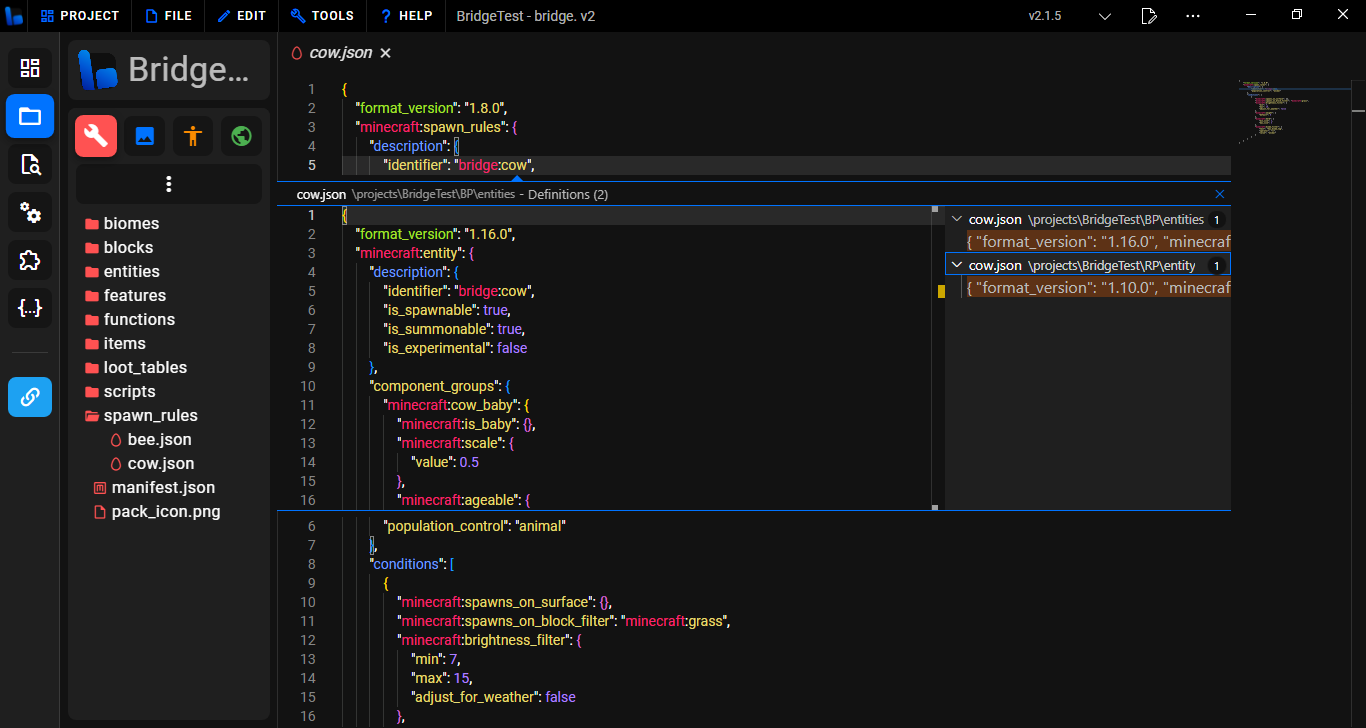 PROJECT FILE EDIT TOOLS HELP BridgeTest - bridge. v2 v2.1.5
Bridge...
biomes
blocks
entities
features
functions
items
loot_tables
scripts
spawn_rules
bee.json
cow.json
manifest.json
pack_icon.png
cow.json
1 {
2 "format_version": "1.8.0",
3 "minecraft:spawn_rules": {
4 "description": {
5 "identifier": "bridge:cow",
cow.json \projects\BridgeTest\BP\entities - Definitions (2)
1 {
2 "format_version": "1.16.0",
3 "minecraft:entity": {
4 "description": {
5 "identifier": "bridge:cow",
6 "is_spawnable": true,
7 "is_summonable": true,
8 "is_experimental": false
9 },
10 "component_groups": {
11 "minecraft:cow_baby": {
12 "minecraft:is_baby": {},
13 "minecraft:scale": {
14 "value": 0.5
15 },
16 "minecraft:ageable": {
cow.json \projects\BridgeTest\BP\entities 1
{ "format_version": "1.16.0", "minecraf
cow.json \projects\BridgeTest\RP\entity 1
{ "format_version": "1.10.0", "minecraf
6 "population_control": "animal"
7 },
8 "conditions": [
9 {
10 "minecraft:spawns_on_surface": {},
11 "minecraft:spawns_on_block_filter": "minecraft:grass",
12 "minecraft:brightness_filter": {
13 "min": 7,
14 "max": 15,
15 "adjust_for_weather": false
16 },